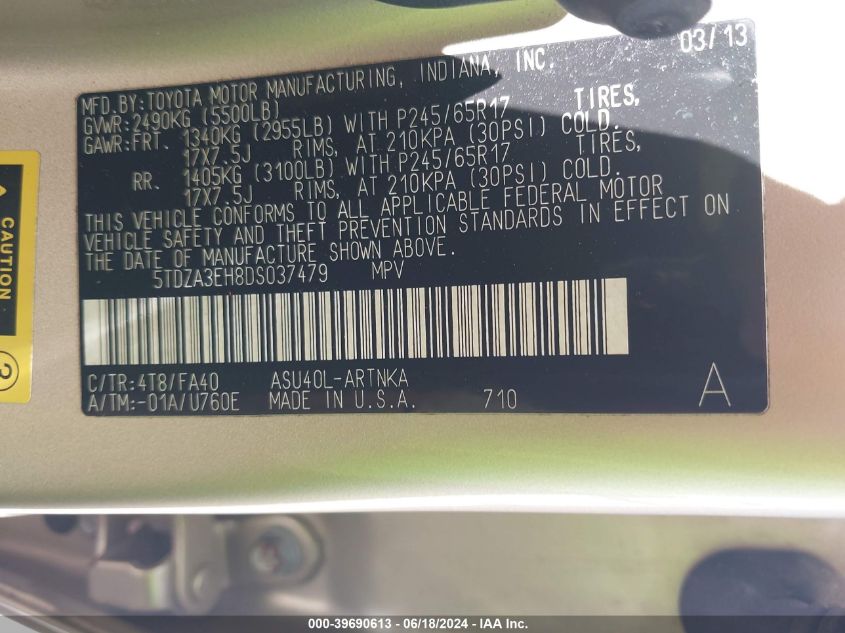 03/13
MFD.BY:TOYOTA MOTOR MANUFACTURING, INDIANA, INC.
GVWR:2490KG (5500LB)
GAWR:FRT. 1340KG (2955LB) WITH P245/65R17 TIRES,
17X7.5J RIMS, AT 210KPA (30PSI) COLD.
RR. 1405KG (3100LB) WITH P245/65R17 TIRES,
17X7.5J RIMS, AT 210KPA (30PSI) COLD.
THIS VEHICLE CONFORMS TO ALL APPLICABLE FEDERAL MOTOR
VEHICLE SAFETY AND THEFT PREVENTION STANDARDS IN EFFECT ON
THE DATE OF MANUFACTURE SHOWN ABOVE.
5TDZA3EH8DS037479 MPV
C/TR:4T8/FA40 ASU40L-ARTNKA
A/TM:-01A/U760E MADE IN U.S.A. 710 A
CAUTION
2
000-39690613 - 06/18/2024 - IAA, Inc.